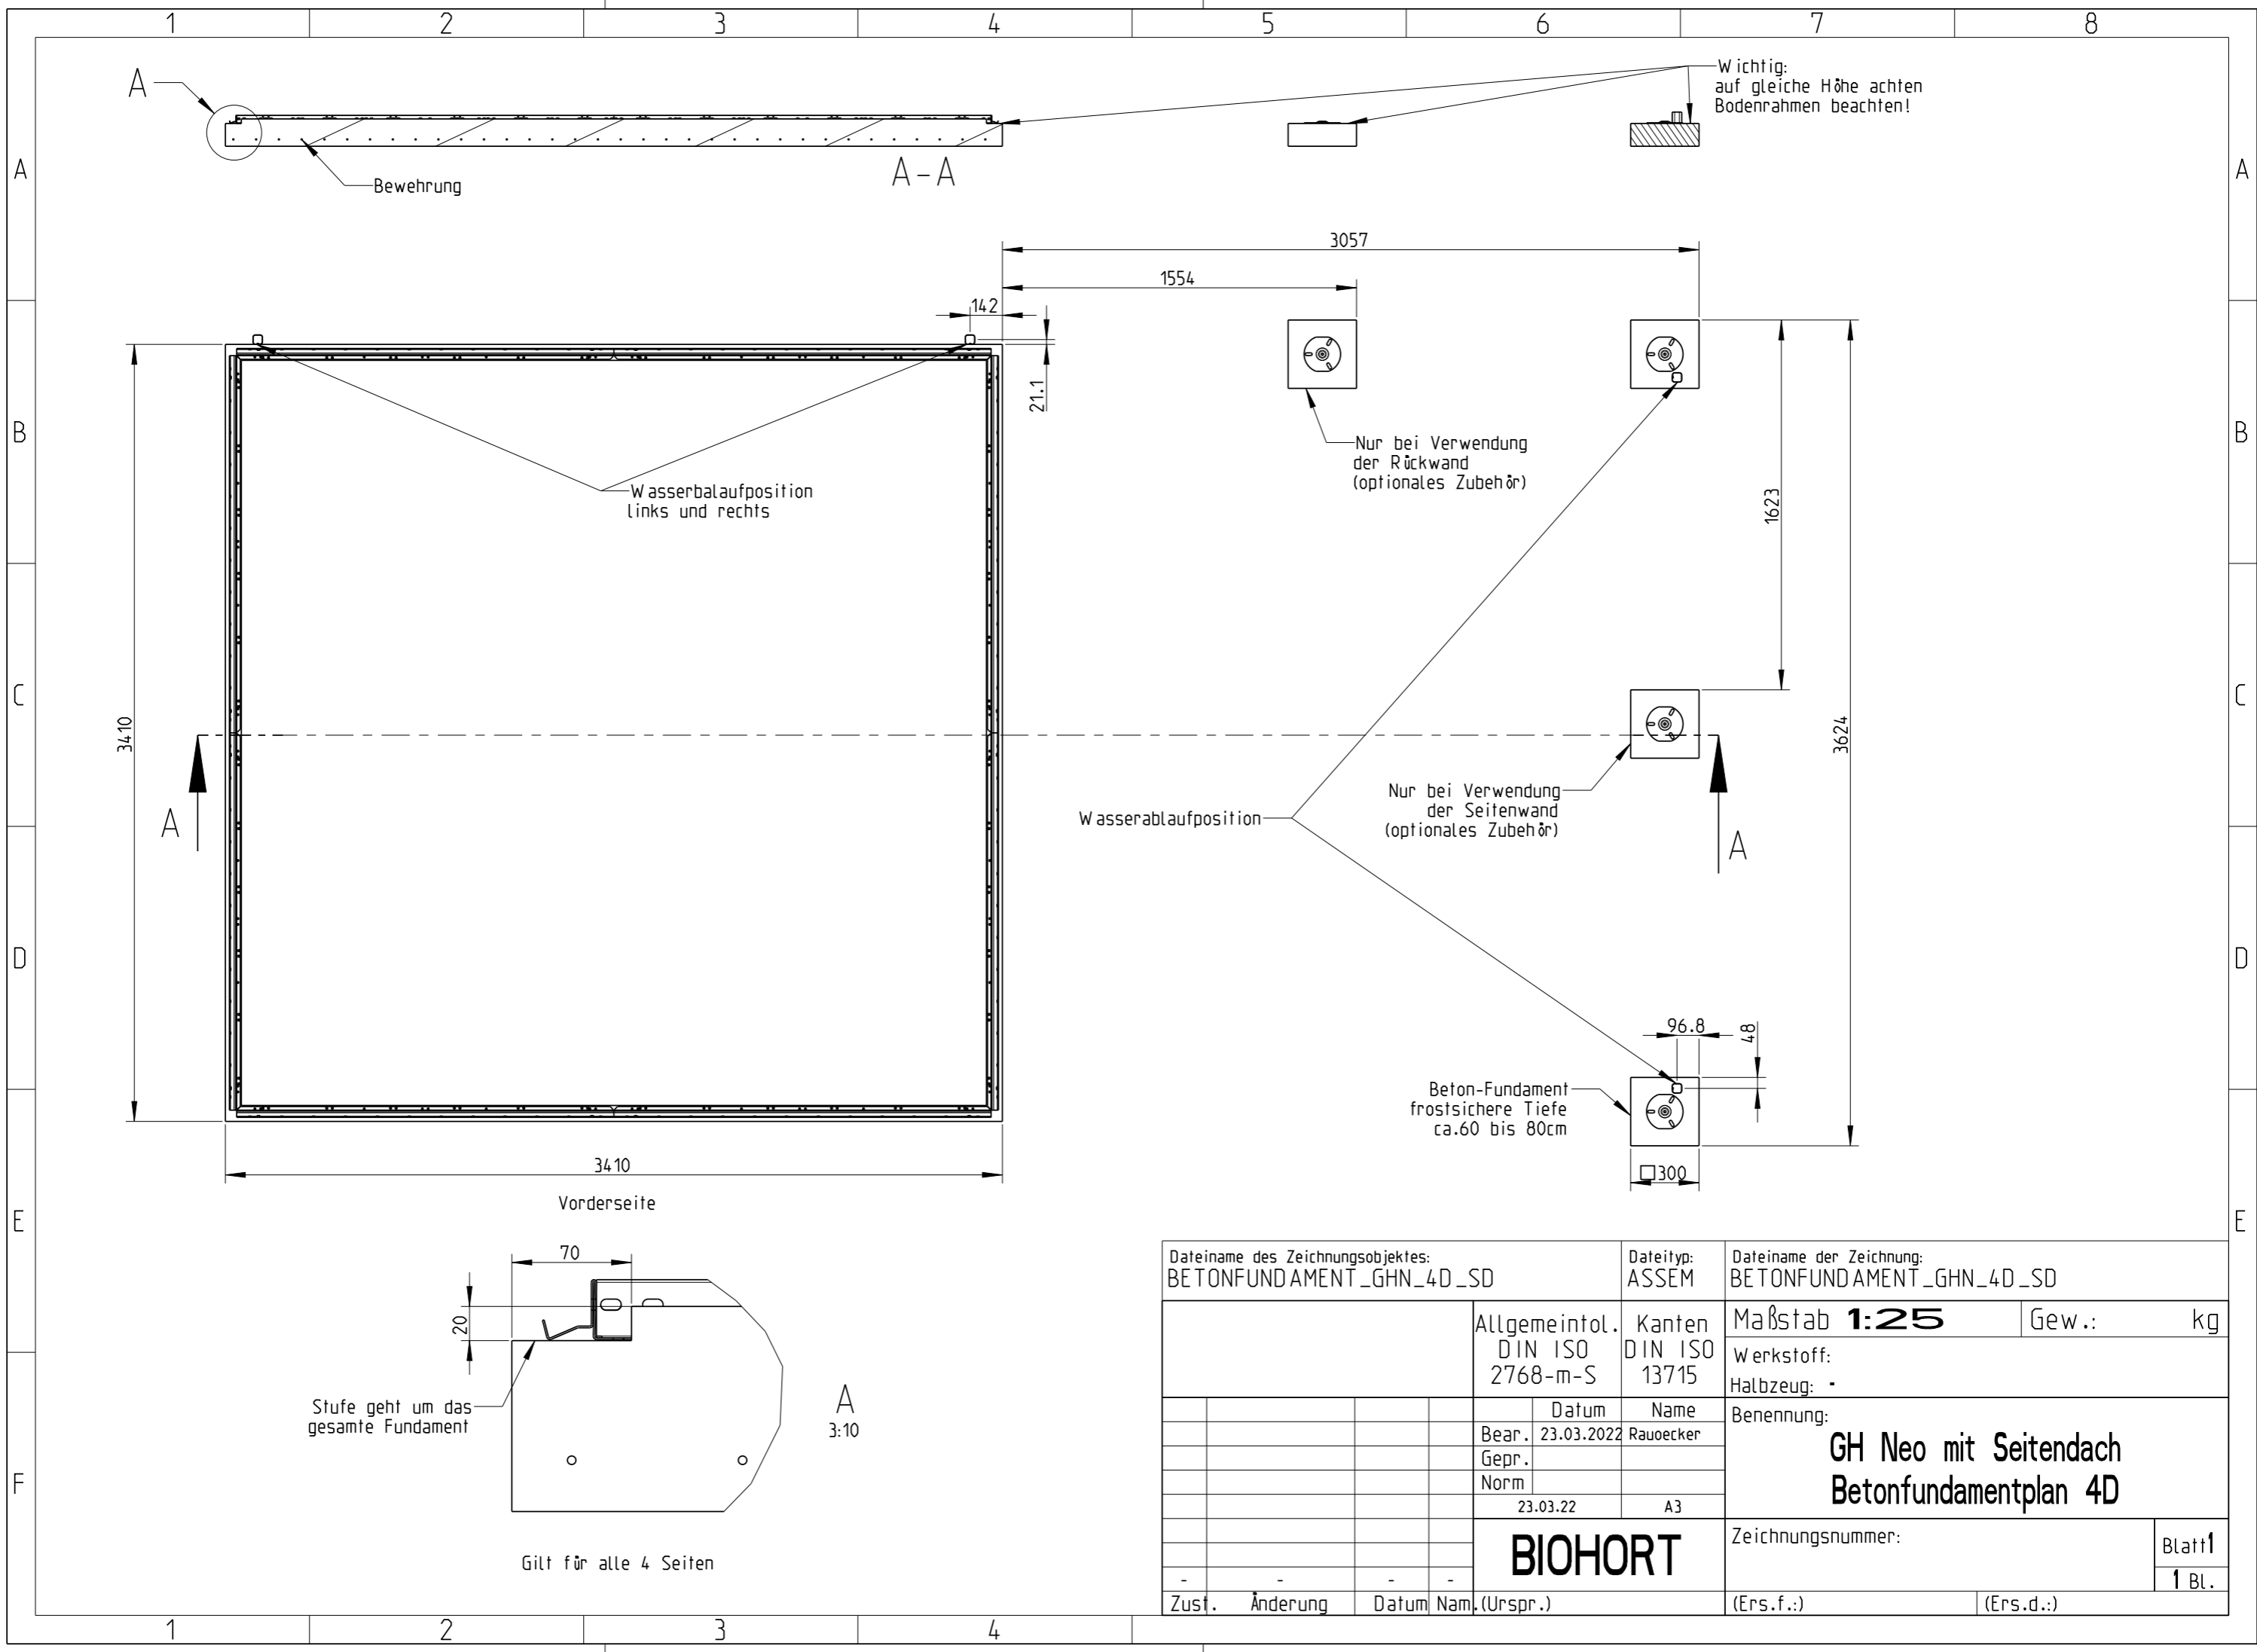 1 2 3 4 5 6 7 8
A
Wichtig:
auf gleiche Höhe achten
Bodenrahmen beachten!
A A
Bewehrung
A-A
3057
1554
142
21.1
B B
Nur bei Verwendung
der Rückwand
(optionales Zubehör)
Wasserbalaufposition
links und rechts
1623
C C
3410
3624
A
Nur bei Verwendung
der Seitenwand
(optionales Zubehör)
Wasserablaufposition
A
D D
96.8
48
Beton-Fundament
frostsichere Tiefe
ca.60 bis 80cm
□300
3410
Vorderseite
E E
70
20
Stufe geht um das
gesamte Fundament
A
3:10
F
Gilt für alle 4 Seiten
Dateiname des Zeichnungsobjektes:
BETONFUNDAMENT_GHN_4D_SD
Dateityp:
ASSEM
Dateiname der Zeichnung:
BETONFUNDAMENT_GHN_4D_SD
Allgemeintol.
DIN ISO
2768-m-S
Kanten
DIN ISO
13715
Maßstab 1:25
Gew.: kg
Werkstoff:
Halbzeug: -
Datum Name
Bear. 23.03.2022 Rauoecker
Gepr.
Norm
23.03.22 A3
Benennung:
GH Neo mit Seitendach
Betonfundamentplan 4D
BIOHORT
Zeichnungsnummer:
Blatt1
1 Bl.
- - - -
Zust. Änderung Datum Nam. (Urspr.) (Ers.f.:) (Ers.d.:)
1 2 3 4